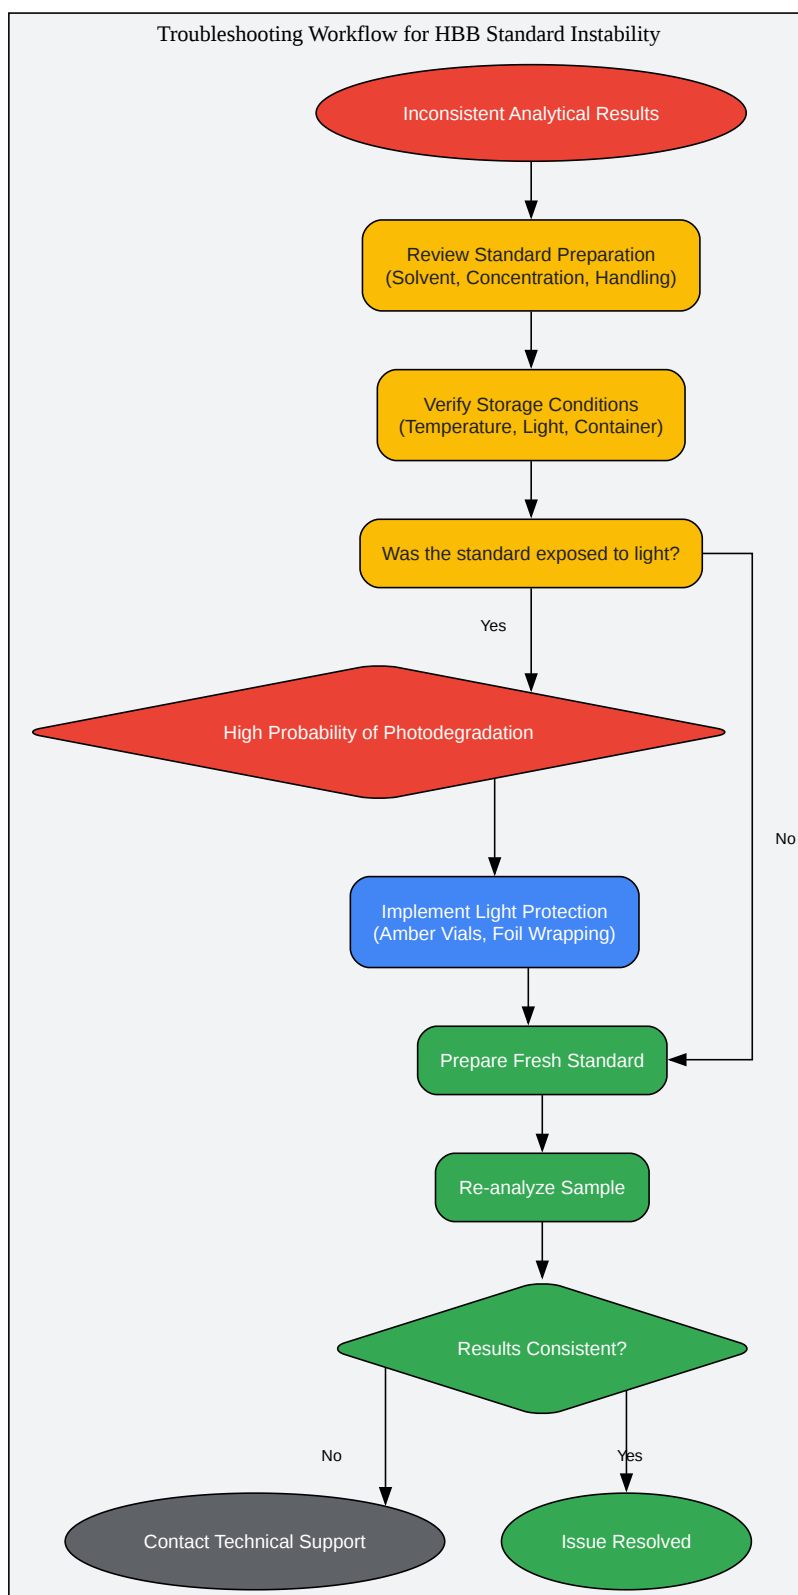 Troubleshooting Workflow for HBB Standard Instability
Inconsistent Analytical Results
Review Standard Preparation
(Solvent, Concentration, Handling)
Verify Storage Conditions
(Temperature, Light, Container)
Was the standard exposed to light?
Yes
High Probability of Photodegradation
No
Implement Light Protection
(Amber Vials, Foil Wrapping)
Prepare Fresh Standard
Re-analyze Sample
Results Consistent?
No
Yes
Contact Technical Support
Issue Resolved